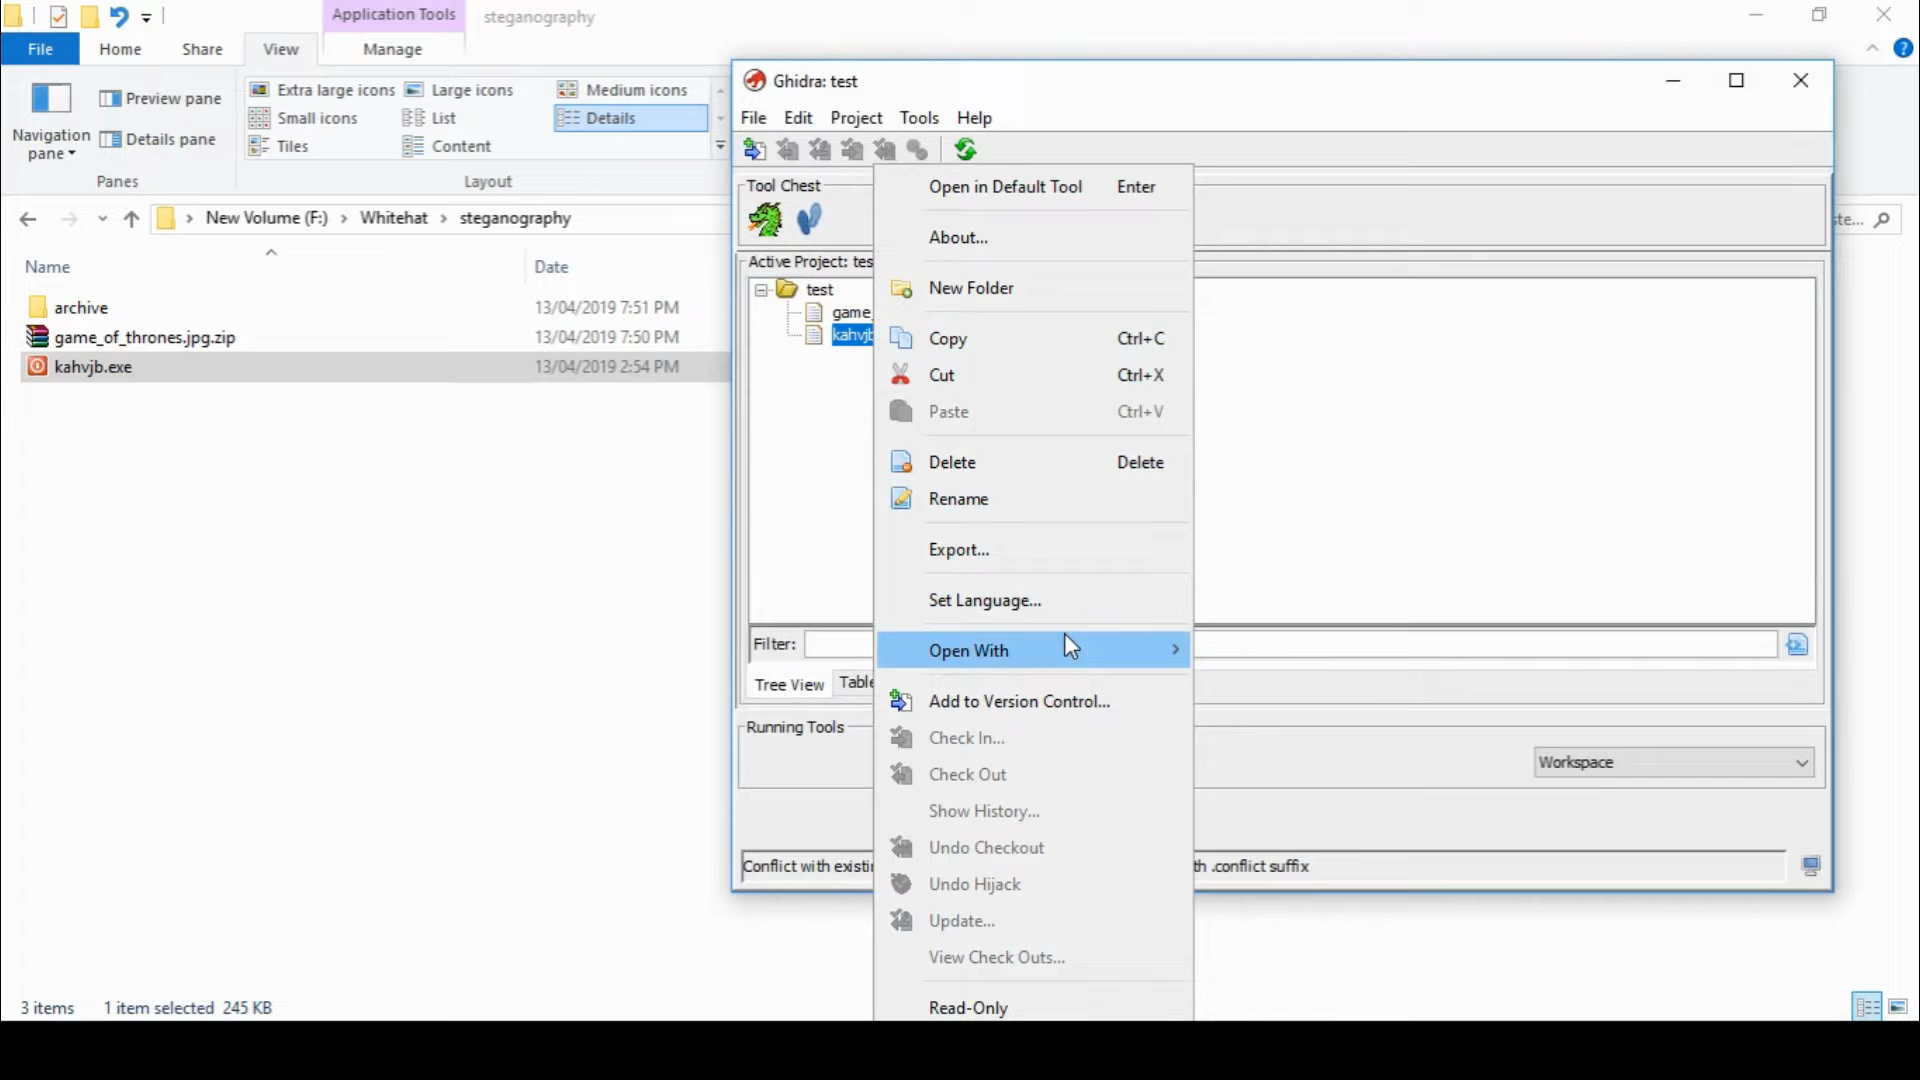 Application Tools
steganography
File
Home
Share
View
Manage
Navigation pane
Preview pane
Details pane
Panes
Extra large icons
Large icons
Medium icons
Small icons
List
Details
Tiles
Content
Layout
New Volume (F:)
Whitehat
steganography
Name
Date
archive
13/04/2019 7:51 PM
game_of_thrones.jpg.zip
13/04/2019 7:50 PM
kahvjb.exe
13/04/2019 2:54 PM
3 items
1 item selected 245 KB
Ghidra: test
File
Edit
Project
Tools
Help
Tool Chest
Active Project: tes
test
game_
kahvjb
Filter:
Tree View
Table
Running Tools
Workspace
Conflict with existi
th .conflict suffix
Open in Default Tool Enter
About...
New Folder
Copy Ctrl+C
Cut Ctrl+X
Paste Ctrl+V
Delete Delete
Rename
Export...
Set Language...
Open With
Add to Version Control...
Check In...
Check Out
Show History...
Undo Checkout
Undo Hijack
Update...
View Check Outs...
Read-Only
ste...